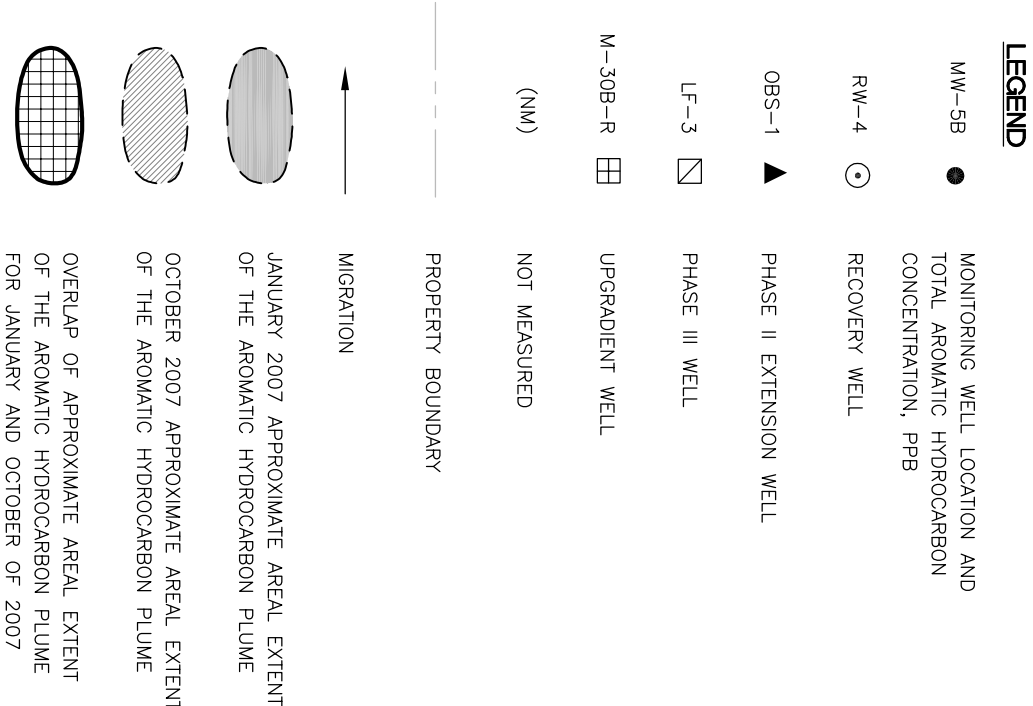 LEGEND
MW-5B
MONITORING WELL LOCATION AND
TOTAL AROMATIC HYDROCARBON
CONCENTRATION, PPB
RW-4
RECOVERY WELL
OBS-1
PHASE II EXTENSION WELL
LF-3
PHASE III WELL
M-30B-R
UPGRADIENT WELL
(NM)
NOT MEASURED
PROPERTY BOUNDARY
MIGRATION
JANUARY 2007 APPROXIMATE AREAL EXTENT
OF THE AROMATIC HYDROCARBON PLUME
OCTOBER 2007 APPROXIMATE AREAL EXTENT
OF THE AROMATIC HYDROCARBON PLUME
OVERLAP OF APPROXIMATE AREAL EXTENT
OF THE AROMATIC HYDROCARBON PLUME
FOR JANUARY AND OCTOBER OF 2007